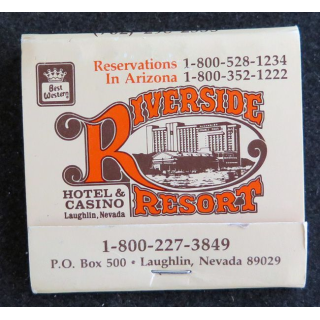 Best
Western
Reservations 1-800-528-1234
In Arizona 1-800-352-1222
RIVERSIDE
RESORT
HOTEL &
CASINO
Laughlin, Nevada
1-800-227-3849
P.O. Box 500 • Laughlin, Nevada 89029